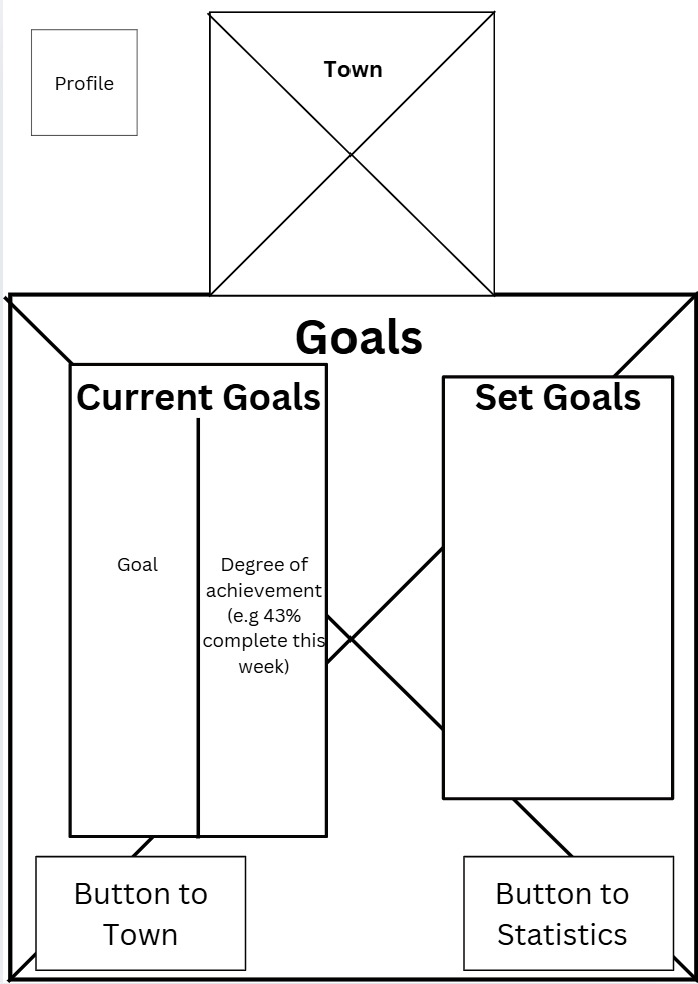 Profile
Town
Goals
Current Goals
Goal
Degree of
achievement
(e.g 43%
complete this
week)
Set Goals
Button to
Town
Button to
Statistics